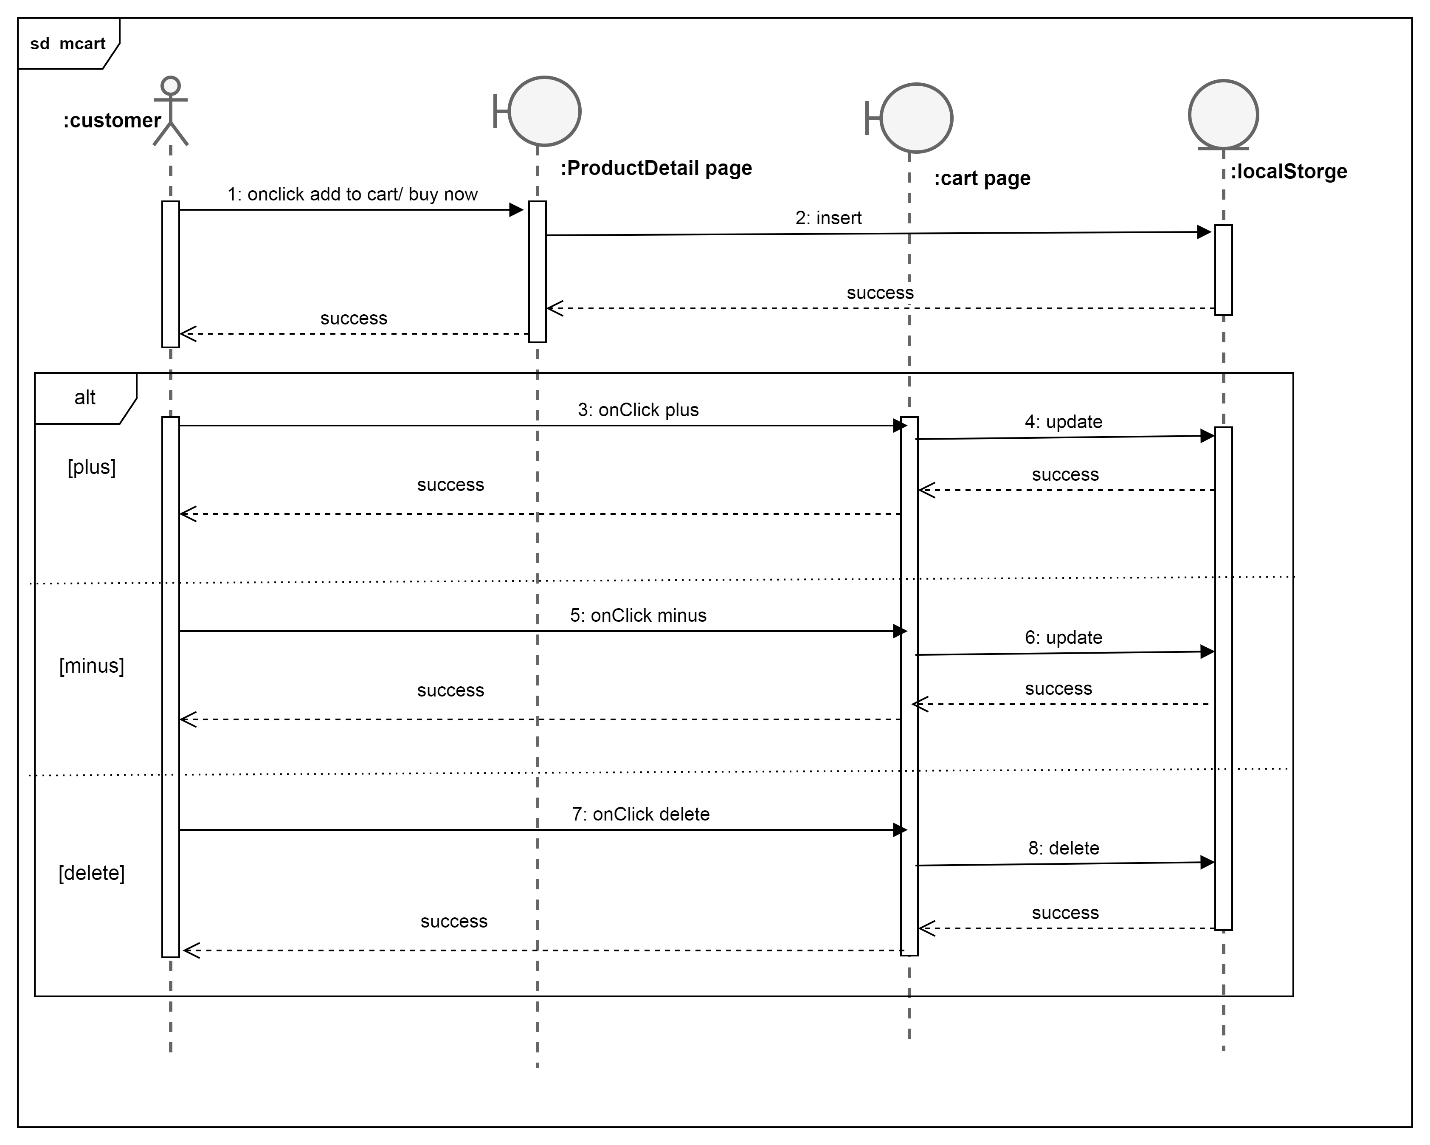 sd mcart
:customer
:ProductDetail page
:cart page
:localStorge
1: onclick add to cart/ buy now
2: insert
success
success
alt
3: onClick plus
4: update
[plus]
success
success
5: onClick minus
6: update
[minus]
success
success
7: onClick delete
8: delete
[delete]
success
success